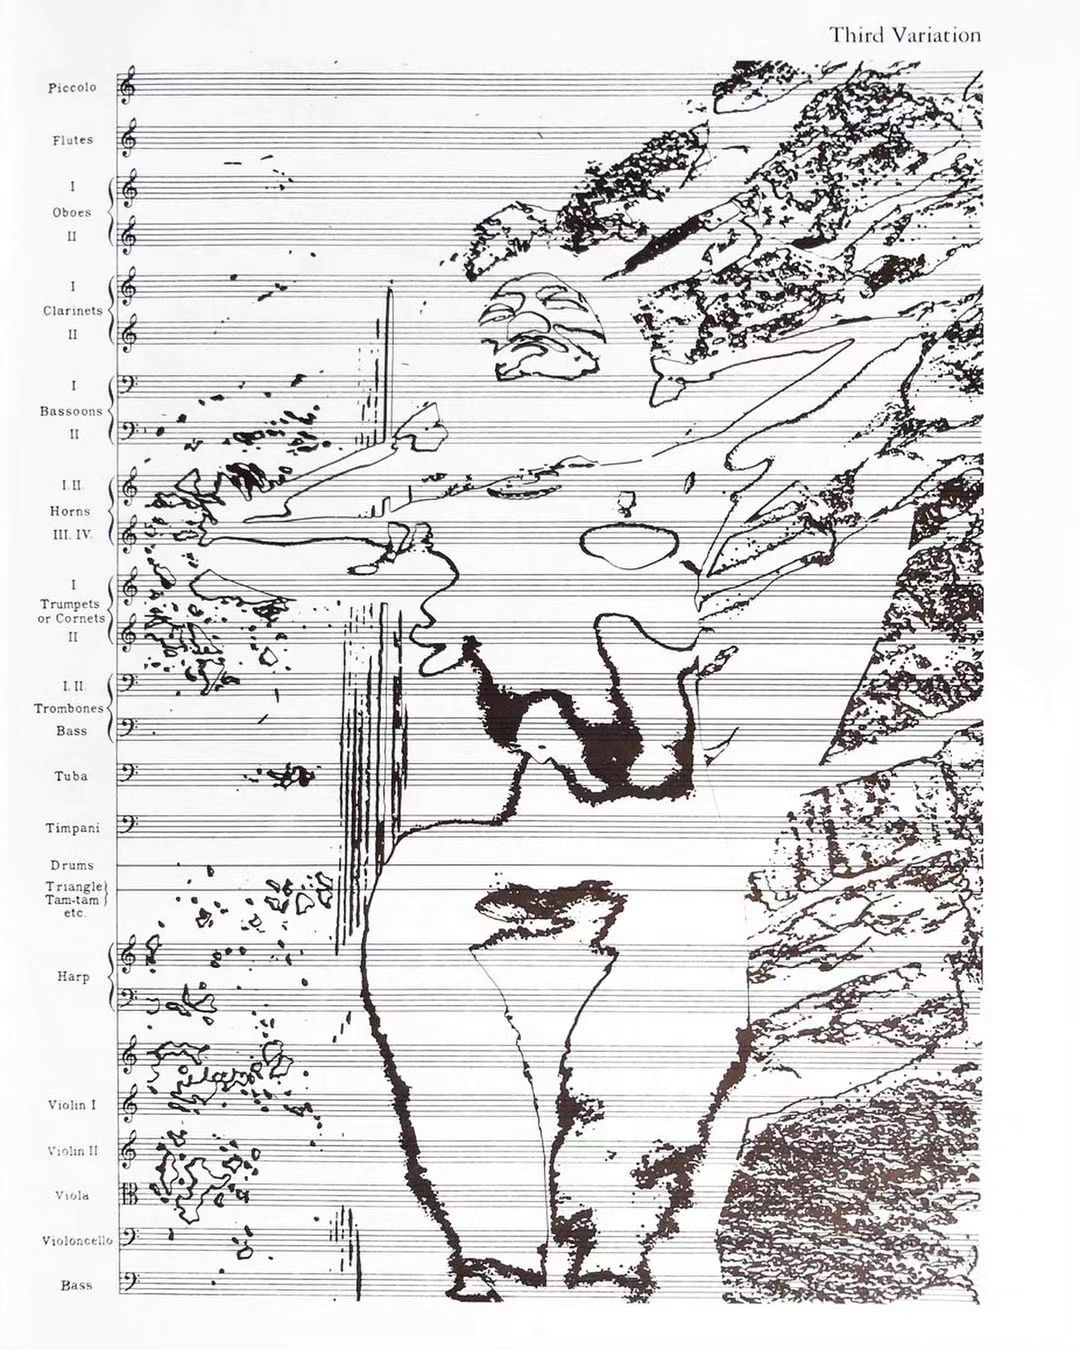 Third Variation
Piccolo
Flutes
I
Oboes
II
I
Clarinets
II
I
Bassoons
II
I. II.
Horns
III. IV.
I
Trumpets
or Cornets
II
I. II.
Trombones
Bass
Tuba
Timpani
Drums
Triangle
Tam-tam
etc.
Harp
Violin I
Violin II
Viola
Violoncello
Bass